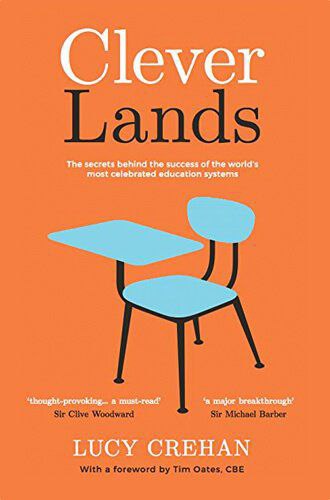 Clever
Lands
The secrets behind the success of the world's
most celebrated education systems
'thought-provoking... a must-read'
Sir Clive Woodward
'a major breakthrough'
Sir Michael Barber
LUCY CREHAN
With a foreword by Tim Oates, CBE